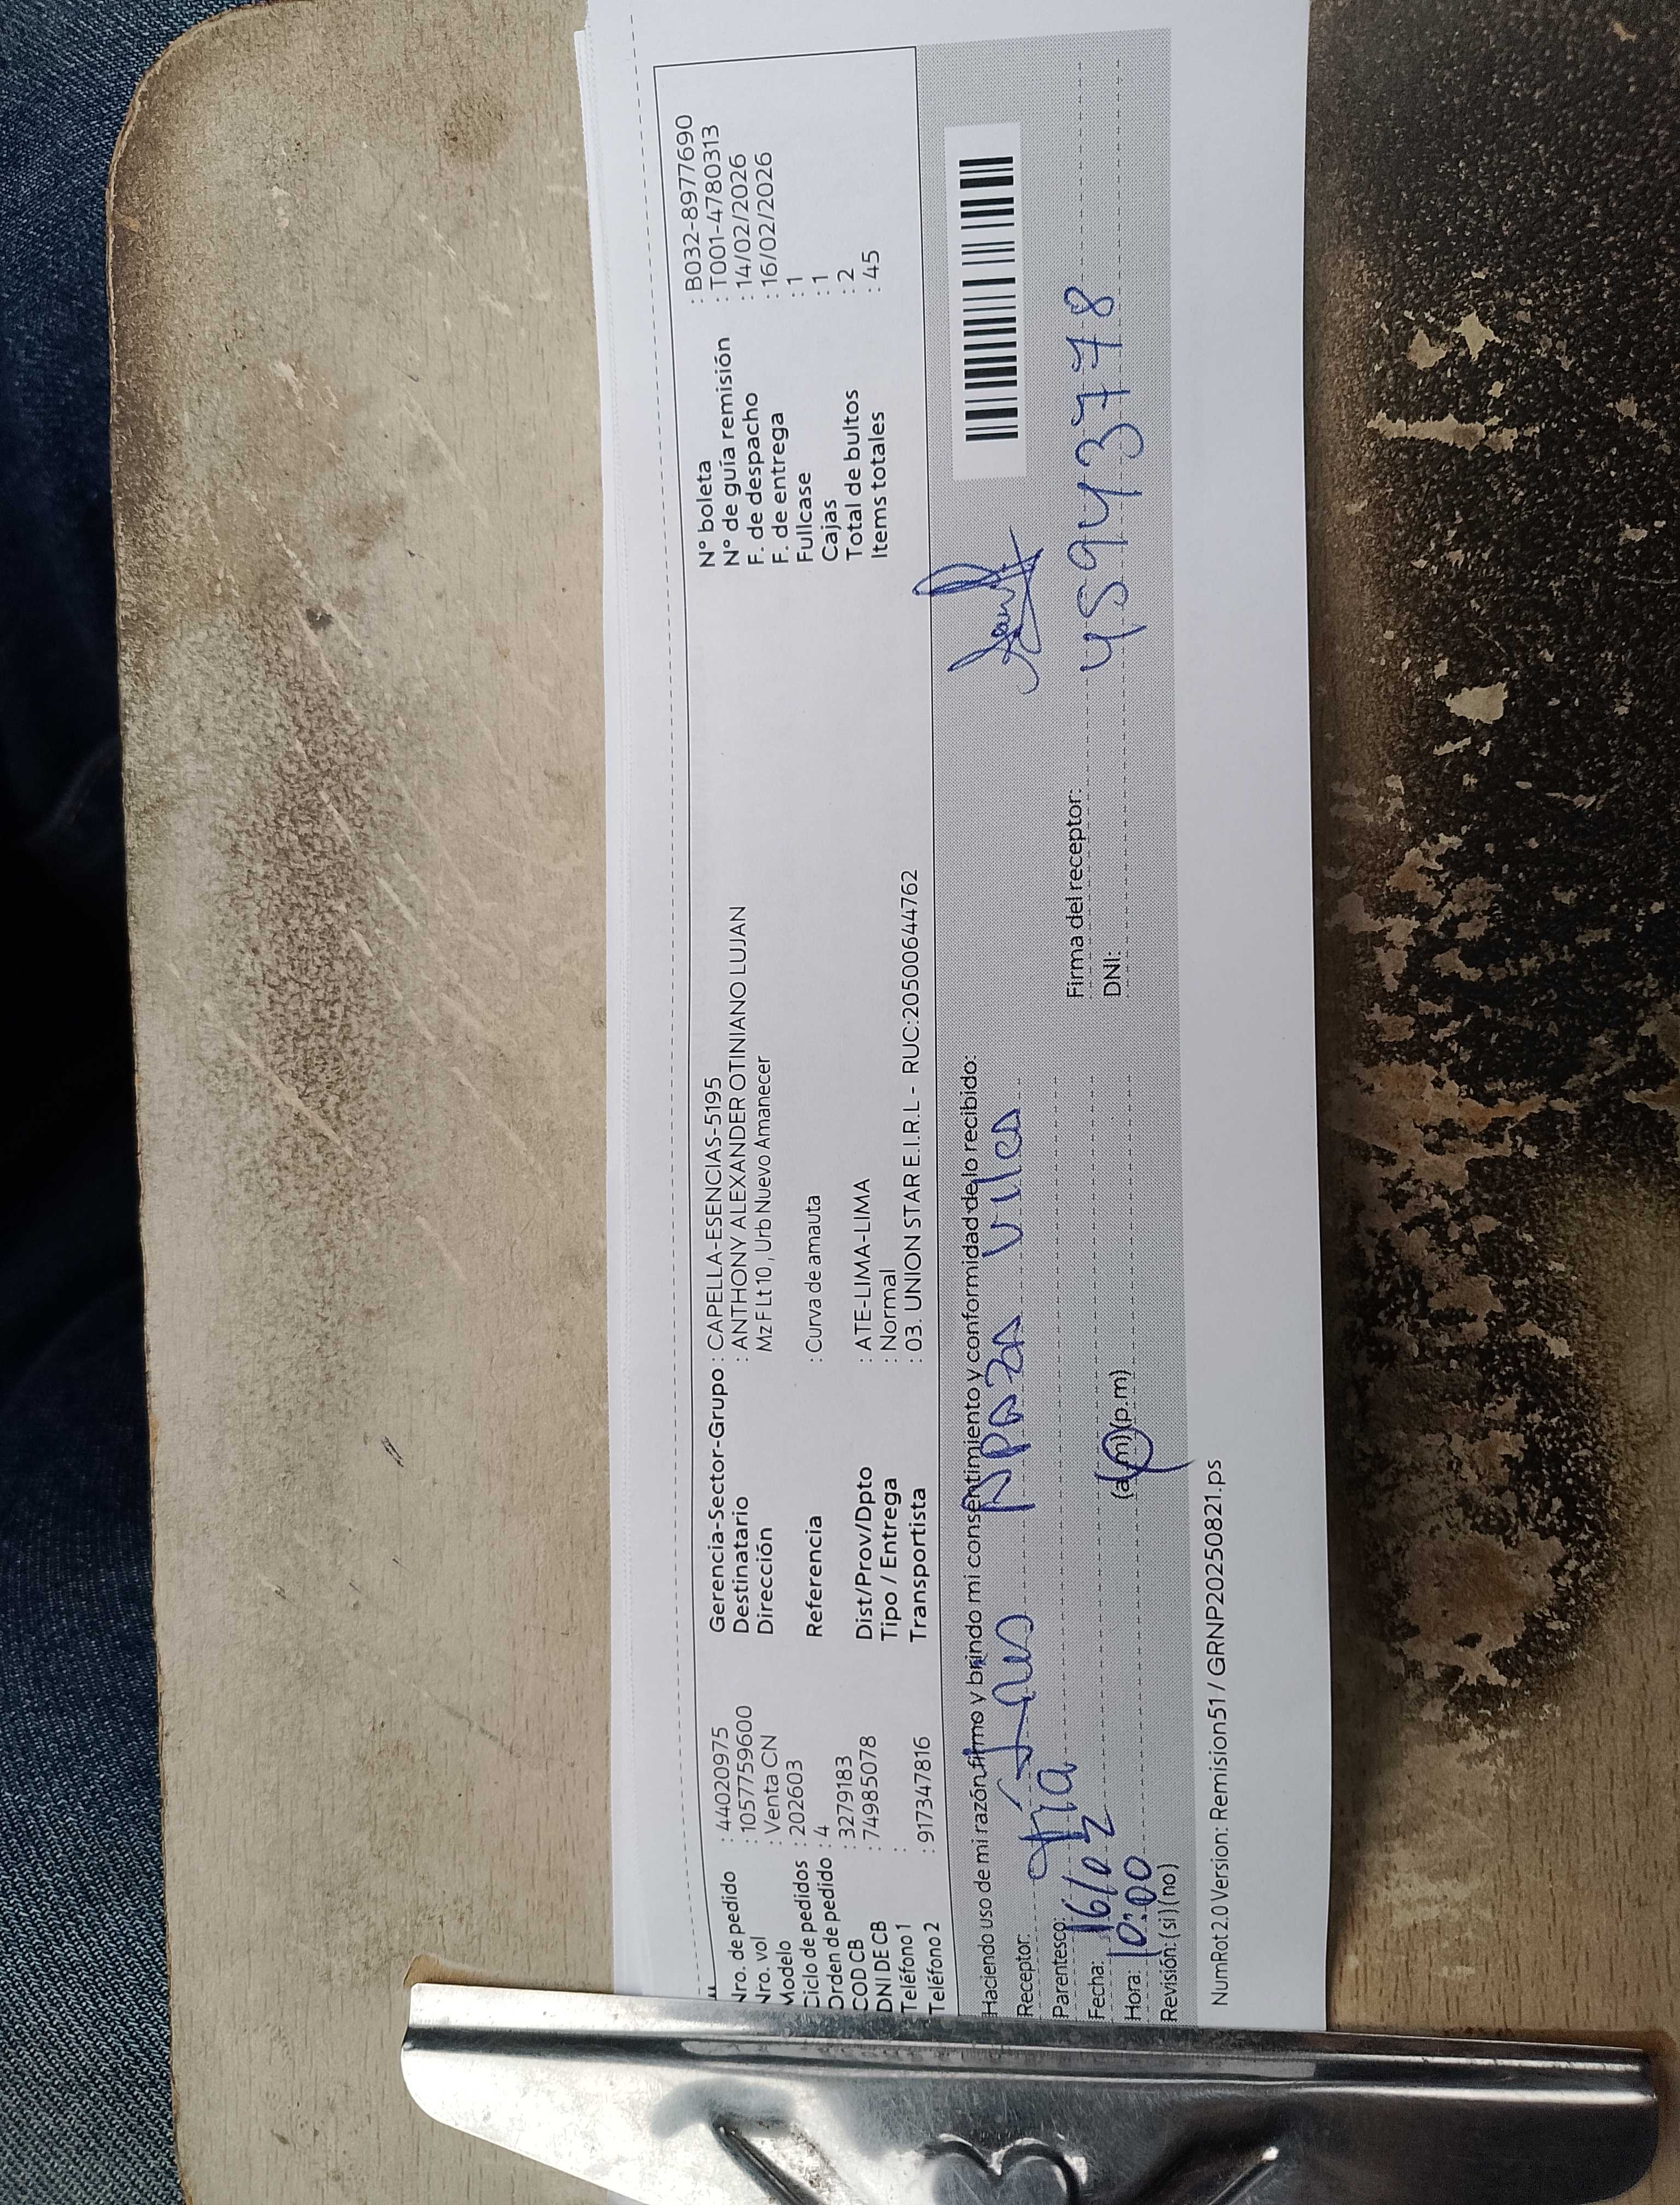 Nro. de pedido : 44020975
Nro. vol : 1057759600
Modelo : Venta CN
Ciclo de pedidos : 202603
Orden de pedido : 4
COD CB : 3279183
DNI DE CB : 74985078
Teléfono 1 :
Teléfono 2 : 917347816
Gerencia-Sector-Grupo : CAPELLA-ESENCIAS-5195
Destinatario : ANTHONY ALEXANDER OTINIANO LUJAN
Dirección Mz F Lt 10 , Urb Nuevo Amanecer
Referencia : Curva de amauta
Dist/Prov/Dpto : ATE-LIMA-LIMA
Tipo / Entrega : Normal
Transportista : 03. UNION STAR E.I.R.L - RUC:20500644762
N° boleta : B032-8977690
N° de guía remisión : T001-4780313
F. de despacho : 14/02/2026
F. de entrega : 16/02/2026
Fullcase : 1
Cajas : 1
Total de bultos : 2
Items totales : 45
Haciendo uso de mi razón firmo y brindo mi consentimiento y conformidad de lo recibido:
Receptor: Vilca
Parentesco: tía
Fecha: 16/02
Hora: 10:00 (a.m)(p.m)
Revisión: (si) (no)
Firma del receptor:
DNI: 45943778
NumRot 2.0 Version: Remision51 / GRNP20250821.ps